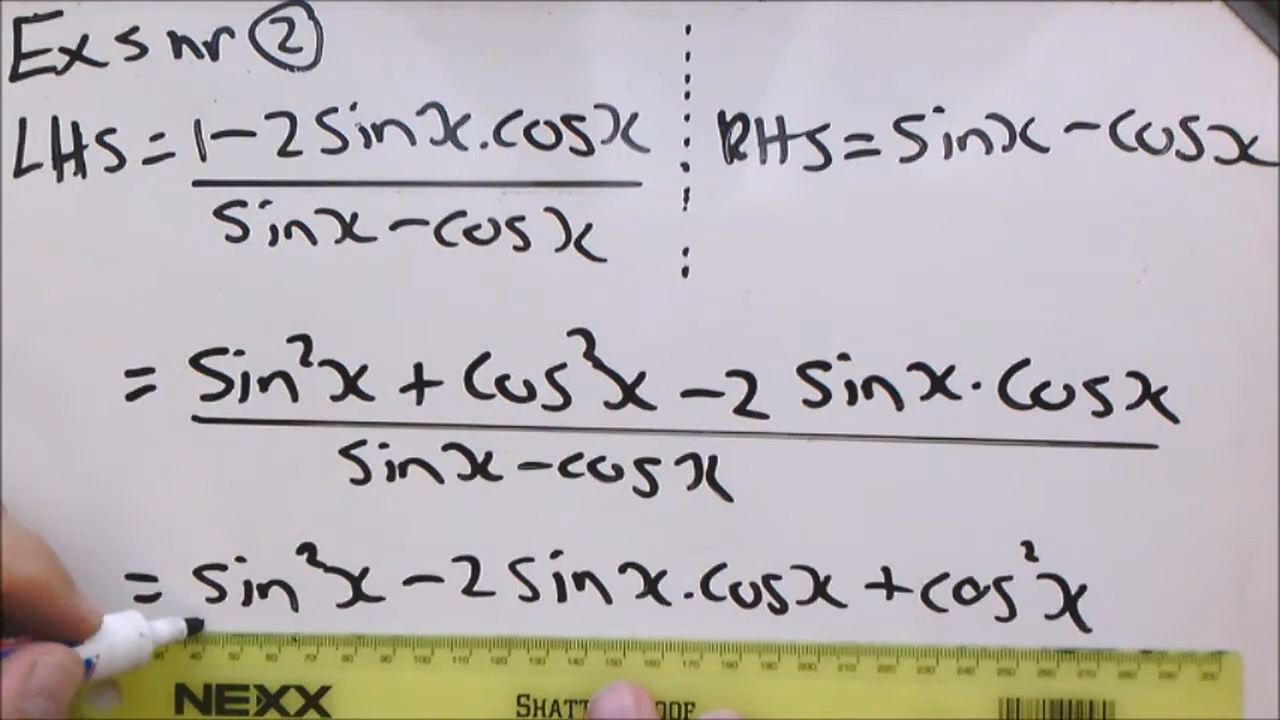 Exs nr ②
LHS = 1 - 2 sin x . cos x
RHS = sin x - cos x
sin x - cos x
= sin²x + cos²x - 2 sin x . cos x
sin x - cos x
= sin²x - 2 sin x . cos x + cos²x
NEXX